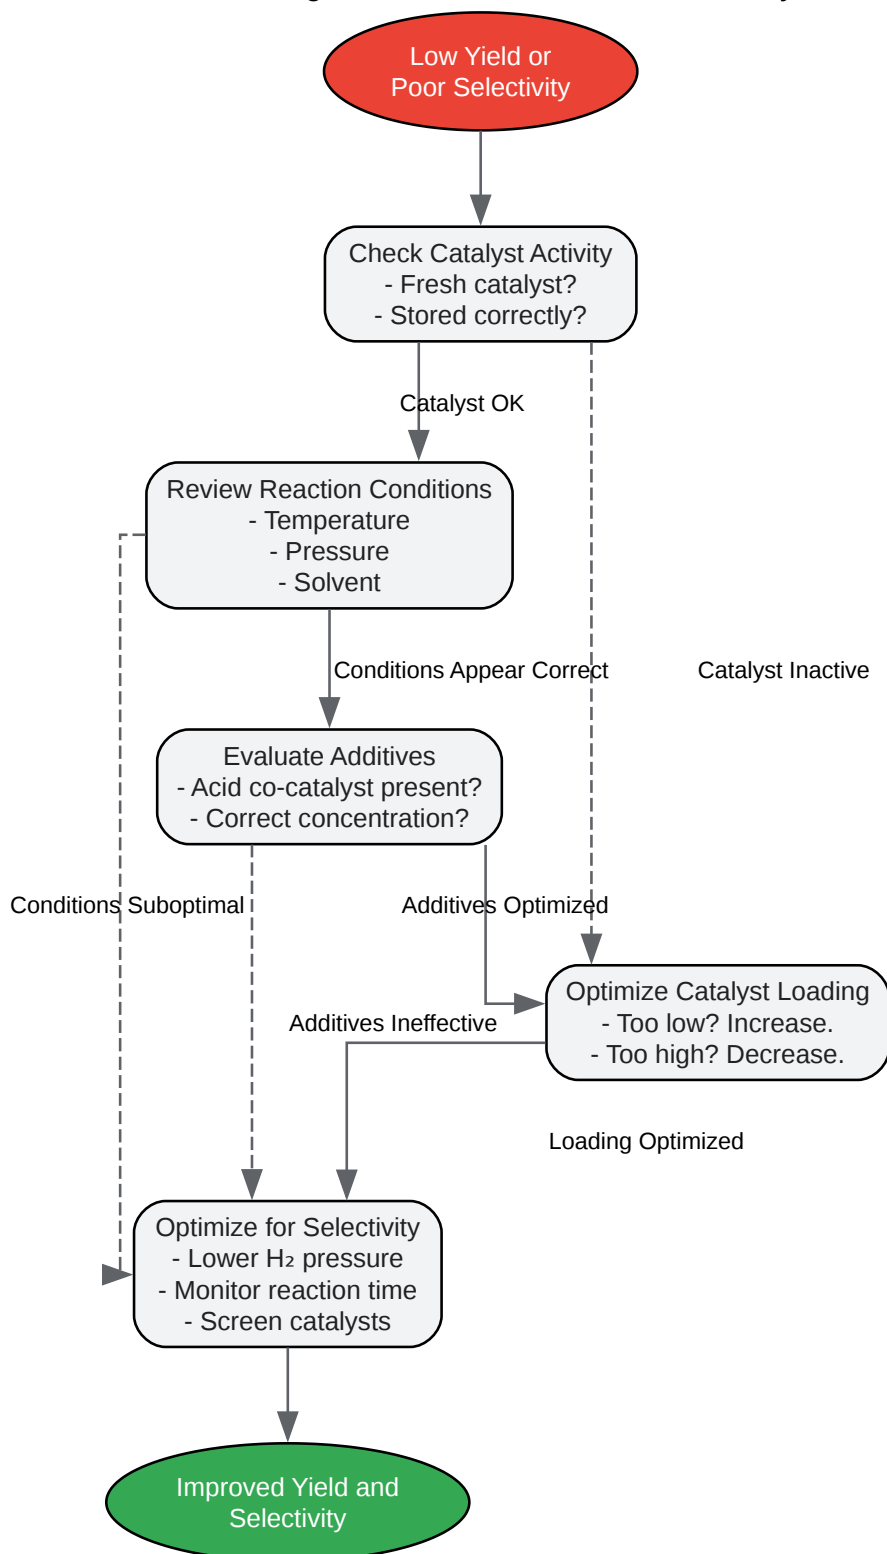 Low Yield or
Poor Selectivity
Check Catalyst Activity
- Fresh catalyst?
- Stored correctly?
Catalyst OK
Review Reaction Conditions
- Temperature
- Pressure
- Solvent
Conditions Appear Correct
Catalyst Inactive
Evaluate Additives
- Acid co-catalyst present?
- Correct concentration?
Conditions Suboptimal
Additives Optimized
Optimize Catalyst Loading
- Too low? Increase.
- Too high? Decrease.
Additives Ineffective
Loading Optimized
Optimize for Selectivity
- Lower H₂ pressure
- Monitor reaction time
- Screen catalysts
Improved Yield and
Selectivity